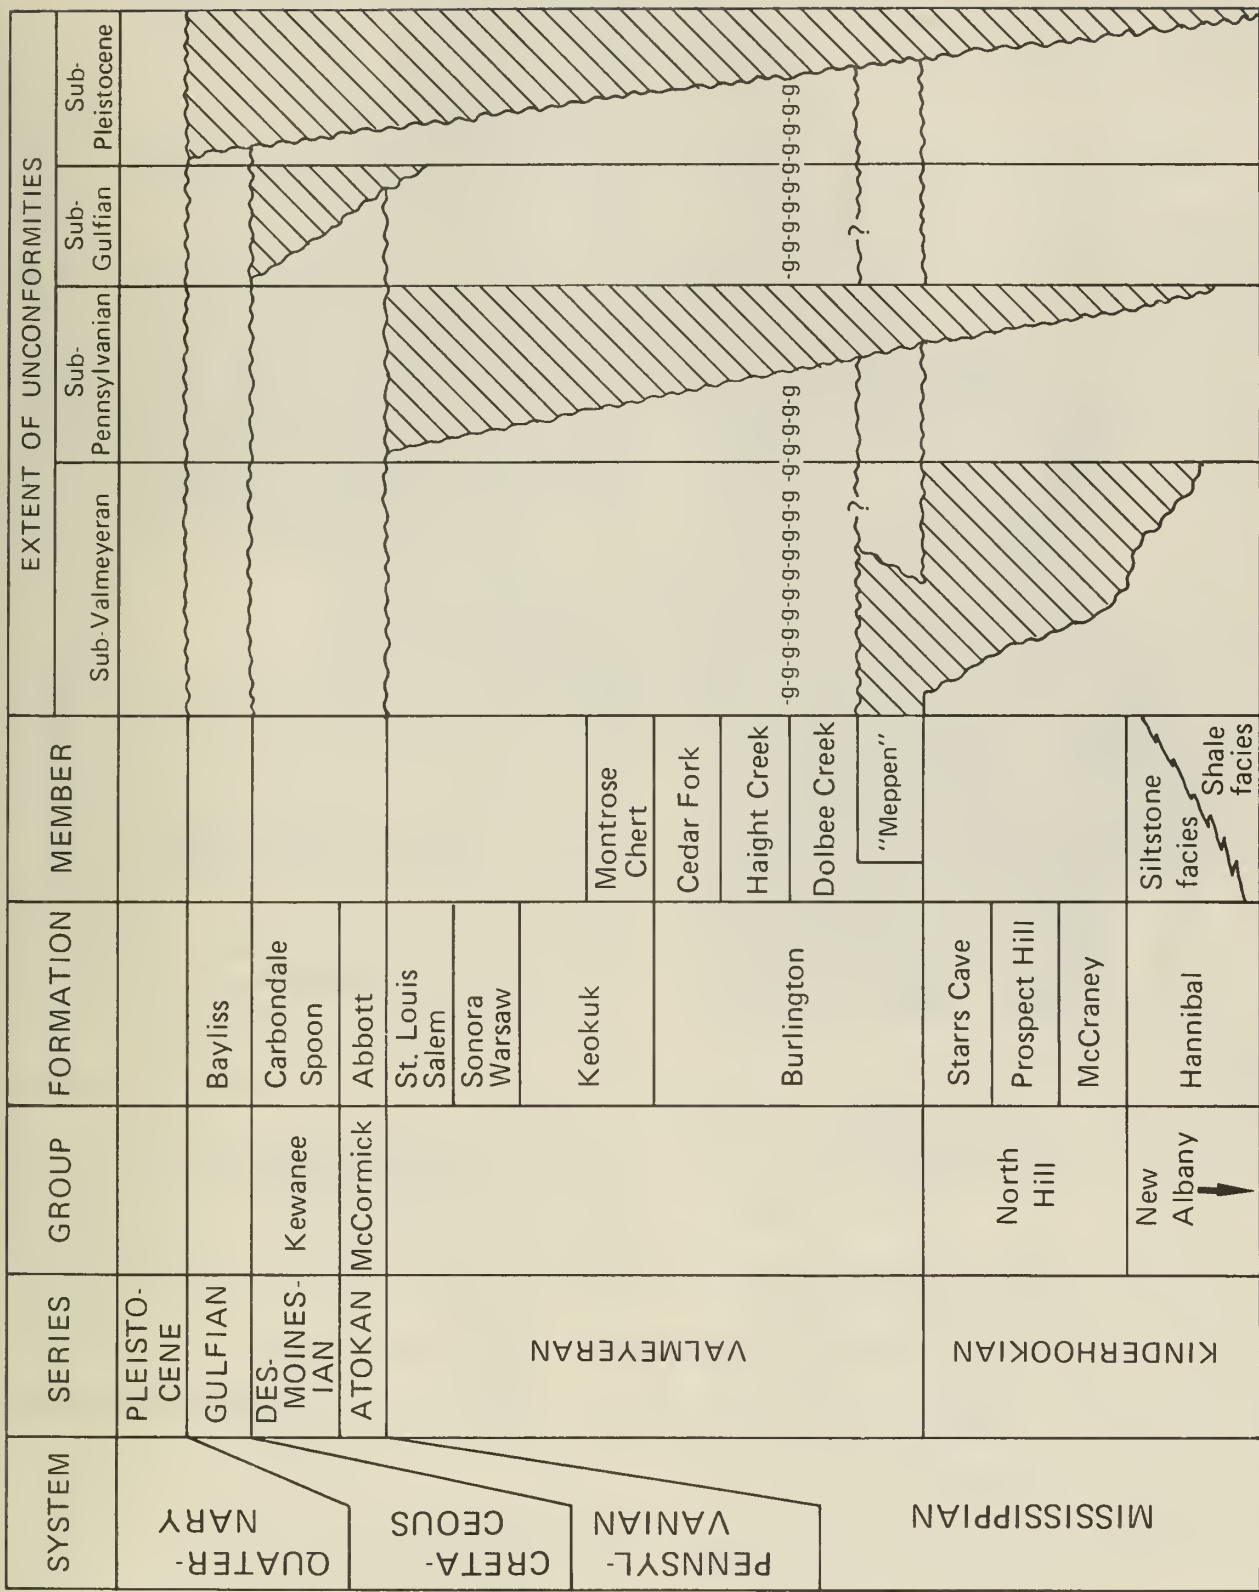 SYSTEM
SERIES
GROUP
FORMATION
MEMBER
EXTENT OF UNCONFORMITIES
Sub-Valmeyeran
Sub-
Pennsylvanian
Sub-
Gulfian
Sub-
Pleistocene
QUATER-
NARY
CRETA-
CEOUS
PENNSYL-
VANIAN
MISSISSIPPIAN
PLEISTO-
CENE
GULFIAN
DES-
MOINES-
IAN
ATOKAN
VALMEYERAN
KINDERHOOKIAN
Kewanee
McCormick
North
Hill
New
Albany
Bayliss
Carbondale
Spoon
Abbott
St. Louis
Salem
Sonora
Warsaw
Keokuk
Burlington
Starrs Cave
Prospect Hill
McCraney
Hannibal
Montrose
Chert
Cedar Fork
Haight Creek
Dolbee Creek
"Meppen"
Siltstone
facies
Shale
facies
-g-g-g-g-g-g-g-g-g-g-g-g-g
-g-g-g-g-g-g
-g-g-g-g-g-g-g-g-g-g-g-g
?
?